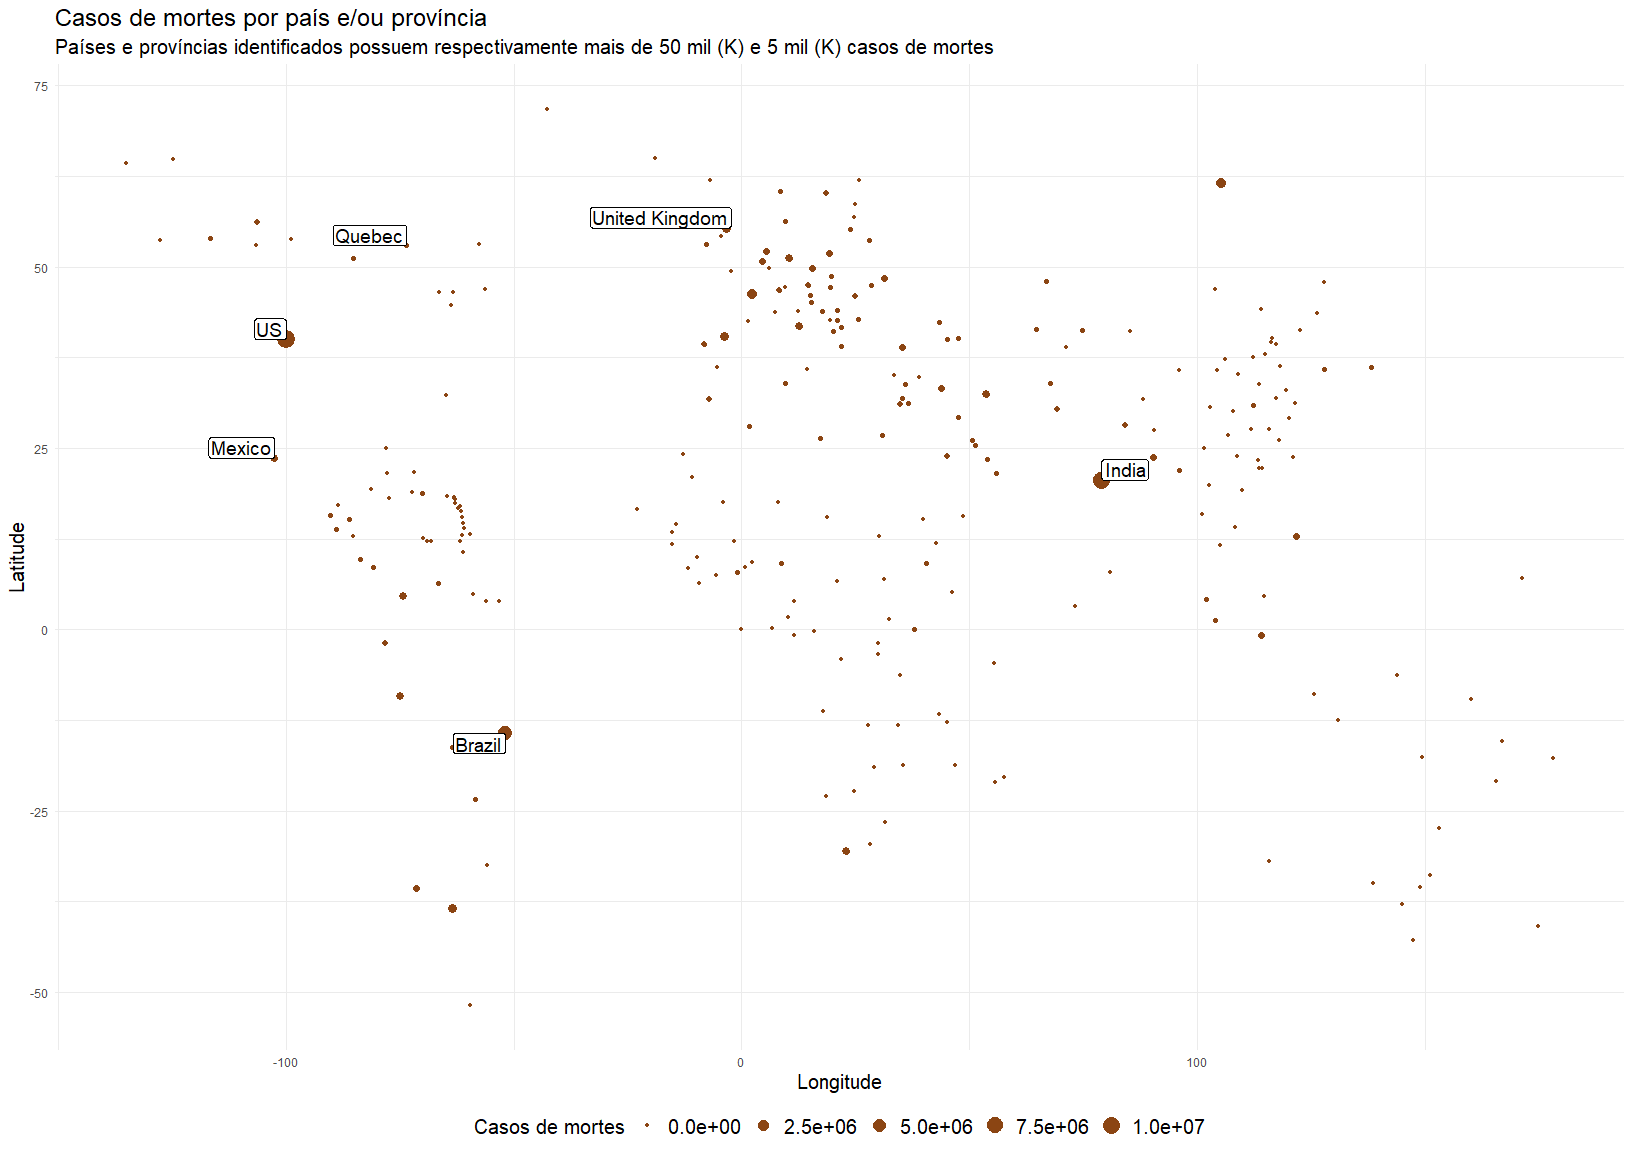 Casos de mortes por país e/ou província
Países e províncias identificados possuem respectivamente mais de 50 mil (K) e 5 mil (K) casos de mortes
75
50
25
0
-25
-50
Latitude
United Kingdom
Quebec
US
Mexico
India
Brazil
-100
0
100
Longitude
Casos de mortes 0.0e+00 2.5e+06 5.0e+06 7.5e+06 1.0e+07